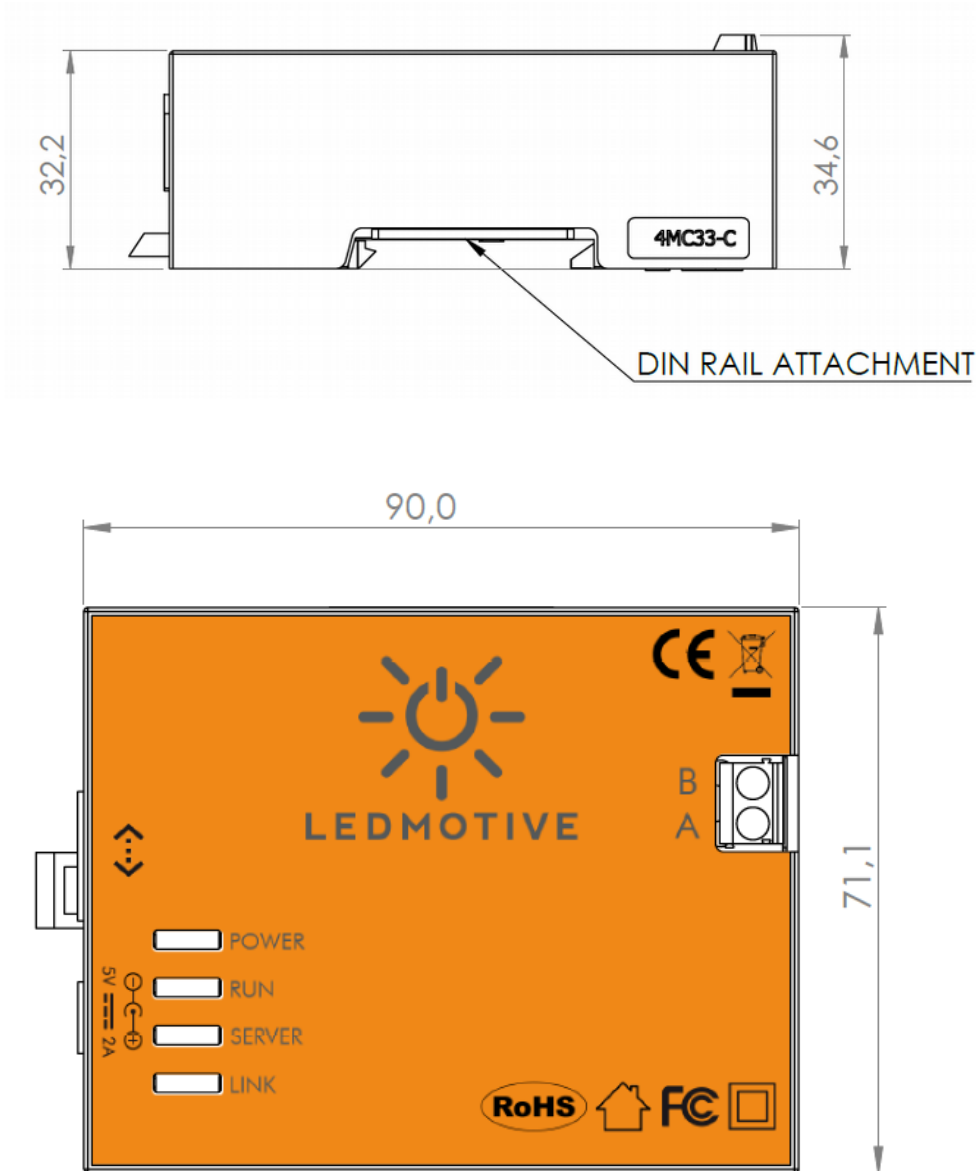 32,2
34,6
4MC33-C
DIN RAIL ATTACHMENT
90,0
CE
B
A
LEDMOTIVE
71,1
POWER
RUN
SERVER
LINK
5V 2A
RoHS
FC